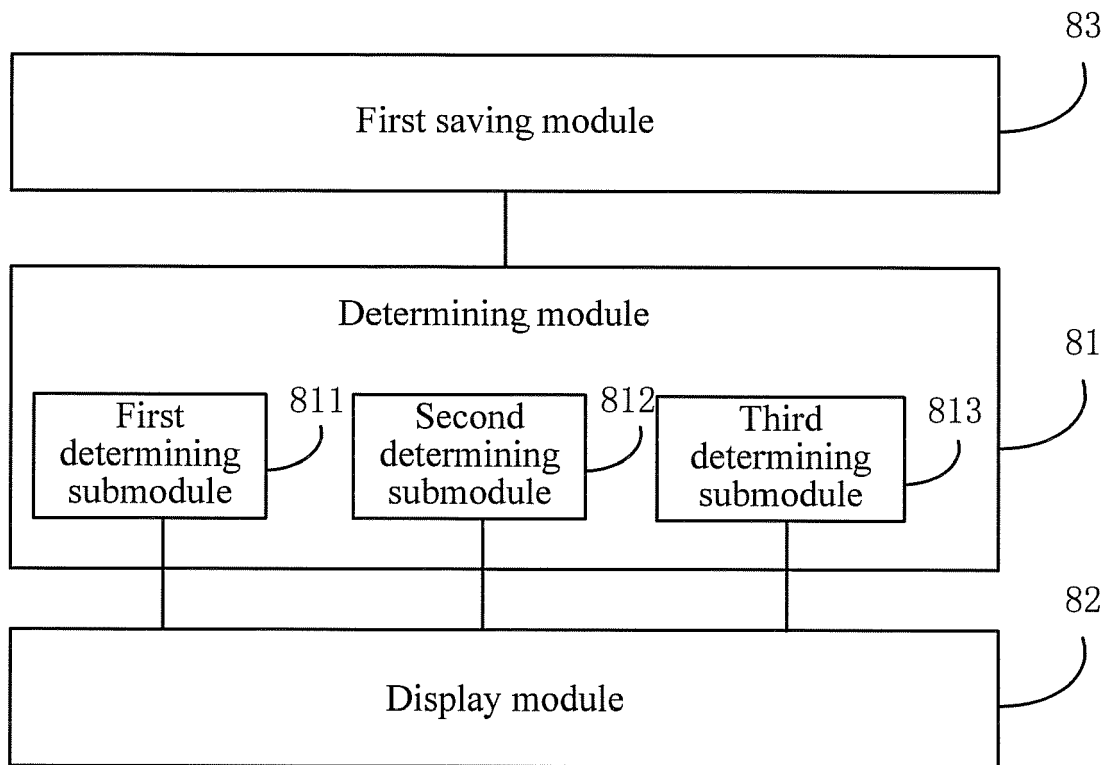 83
First saving module
Determining module
81
First
determining
submodule
811
Second
determining
submodule
812
Third
determining
submodule
813
82
Display module